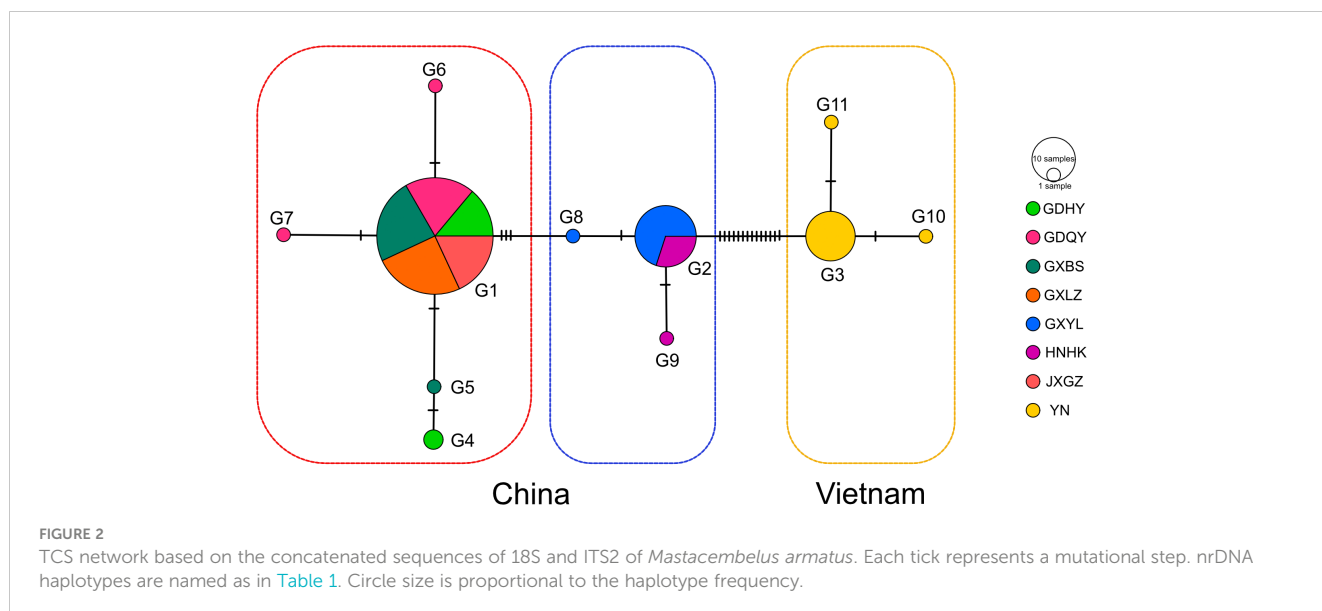 G6
G11
10 samples
1 sample
GDHY
GDQY
GXBS
GXLZ
GXYL
HNHK
JXGZ
YN
G7
G8
G10
G1
G2
G3
G9
G5
G4
China
Vietnam
FIGURE 2
TCS network based on the concatenated sequences of 18S and ITS2 of Mastacembelus armatus. Each tick represents a mutational step. nrDNA
haplotypes are named as in Table 1. Circle size is proportional to the haplotype frequency.